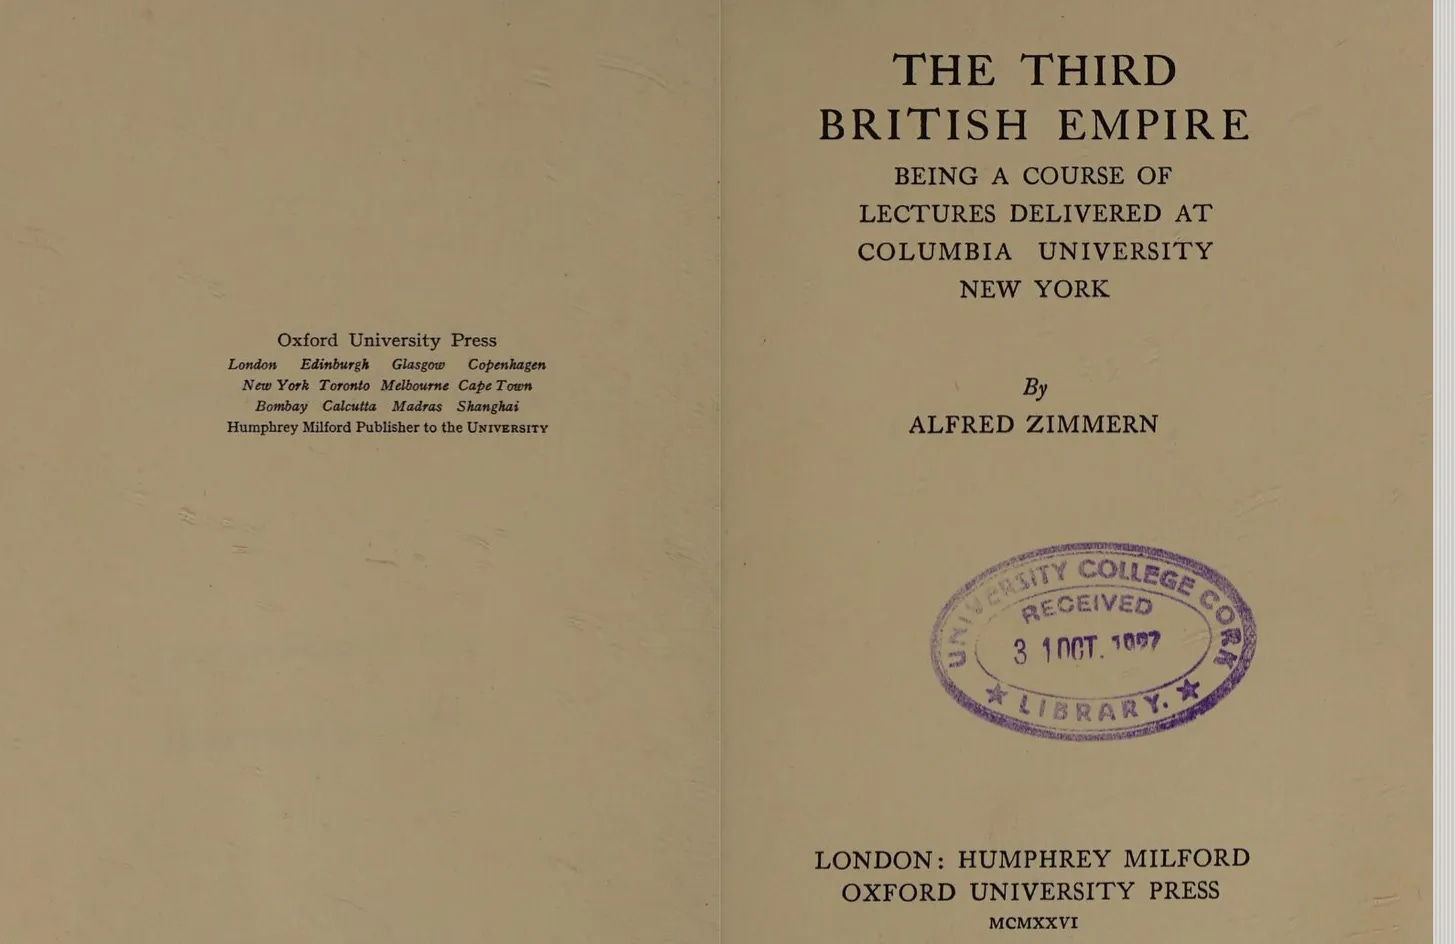 Oxford University Press
London Edinburgh Glasgow Copenhagen
New York Toronto Melbourne Cape Town
Bombay Calcutta Madras Shanghai
Humphrey Milford Publisher to the UNIVERSITY
THE THIRD
BRITISH EMPIRE
BEING A COURSE OF
LECTURES DELIVERED AT
COLUMBIA UNIVERSITY
NEW YORK
By
ALFRED ZIMMERN
UNIVERSITY COLLEGE CORK
RECEIVED
3 1 OCT.
LIBRARY.
LONDON: HUMPHREY MILFORD
OXFORD UNIVERSITY PRESS
MCMXXVI